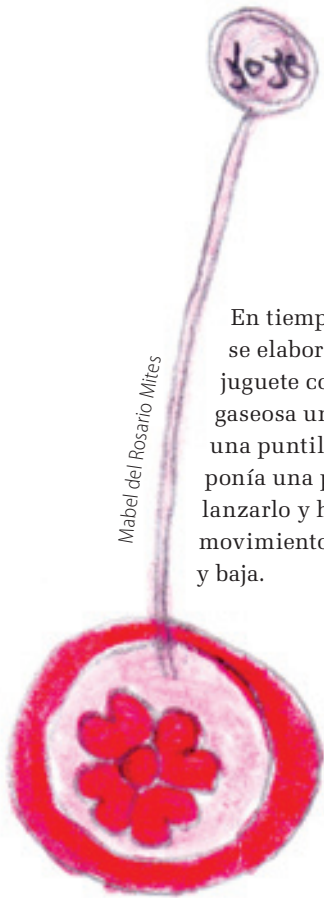 yoyo
Mabel del Rosario Mites
En tiemp
se elabor
juguete co
gaseosa un
una puntil
ponía una p
lanzarlo y h
movimiento
y baja.